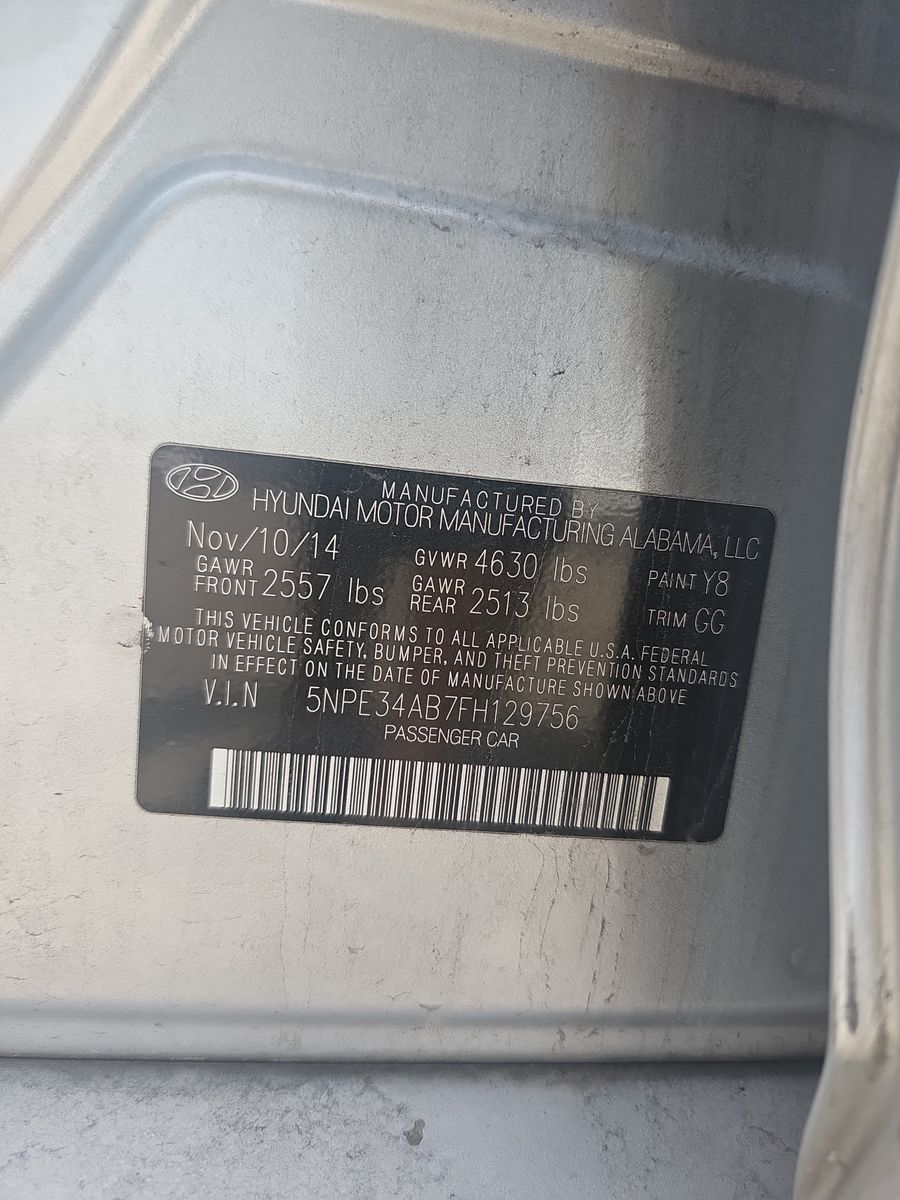 MANUFACTURED BY
HYUNDAI MOTOR MANUFACTURING ALABAMA, LLC
Nov/10/14 GVWR 4630 lbs PAINT Y8
GAWR FRONT 2557 lbs GAWR REAR 2513 lbs TRIM GG
THIS VEHICLE CONFORMS TO ALL APPLICABLE U.S.A. FEDERAL
MOTOR VEHICLE SAFETY, BUMPER, AND THEFT PREVENTION STANDARDS
IN EFFECT ON THE DATE OF MANUFACTURE SHOWN ABOVE
V.I.N 5NPE34AB7FH129756
PASSENGER CAR